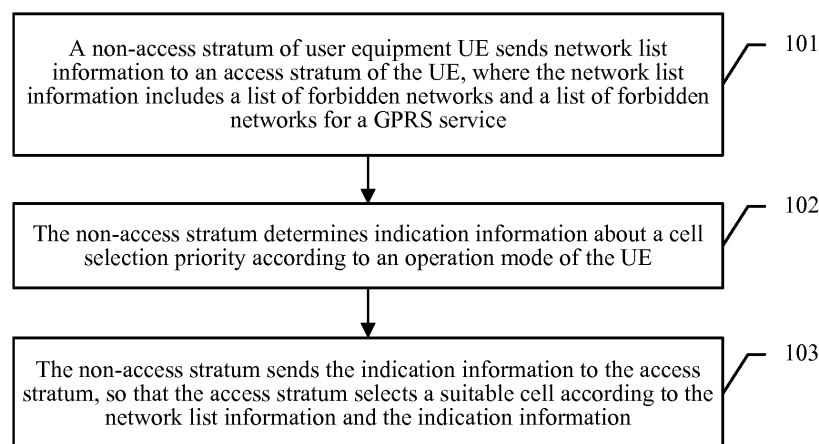 A non-access stratum of user equipment UE sends network list
information to an access stratum of the UE, where the network list
information includes a list of forbidden networks and a list of forbidden
networks for a GPRS service
101
The non-access stratum determines indication information about a cell
selection priority according to an operation mode of the UE
102
The non-access stratum sends the indication information to the access
stratum, so that the access stratum selects a suitable cell according to the
network list information and the indication information
103